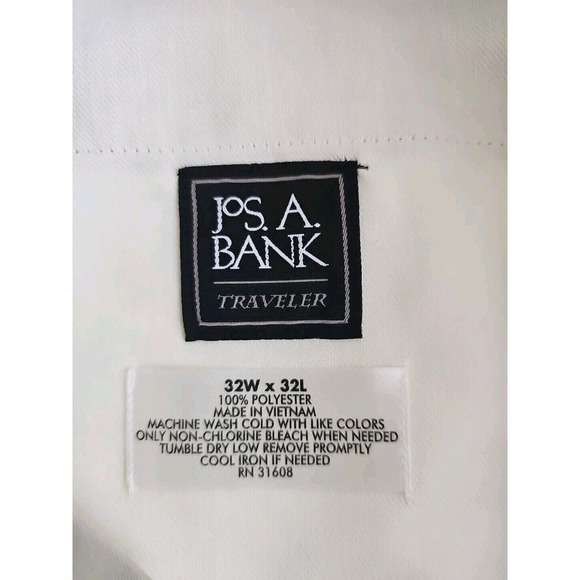 JOS. A.
BANK
TRAVELER
32W x 32L
100% POLYESTER
MADE IN VIETNAM
MACHINE WASH COLD WITH LIKE COLORS
ONLY NON-CHLORINE BLEACH WHEN NEEDED
TUMBLE DRY LOW REMOVE PROMPTLY
COOL IRON IF NEEDED
RN 31608